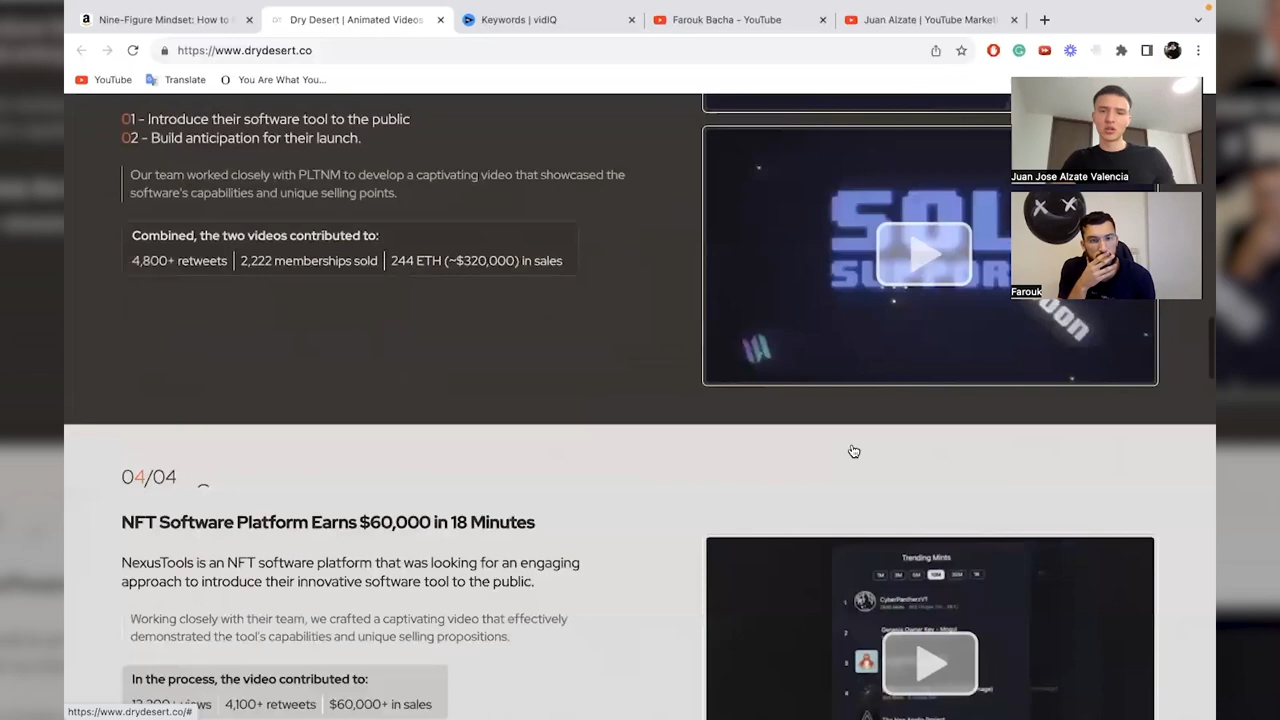 Nine-Figure Mindset: How to
Dry Desert | Animated Videos
Keywords | vidIQ
Farouk Bacha - YouTube
Juan Alzate | YouTube Market
https://www.drydesert.co
YouTube
Translate
You Are What You...
01 - Introduce their software tool to the public
02 - Build anticipation for their launch.
Our team worked closely with PLTNM to develop a captivating video that showcased the
software's capabilities and unique selling points.
Combined, the two videos contributed to:
4,800+ retweets | 2,222 memberships sold | 244 ETH (~$320,000) in sales
SOL
Juan Jose Alzate Valencia
Farouk
04/04
NFT Software Platform Earns $60,000 in 18 Minutes
NexusTools is an NFT software platform that was looking for an engaging
approach to introduce their innovative software tool to the public.
Working closely with their team, we crafted a captivating video that effectively
demonstrated the tool's capabilities and unique selling propositions.
In the process, the video contributed to:
views | 4,100+ retweets | $60,000+ in sales
Trending Mints
https://www.drydesert.co/#